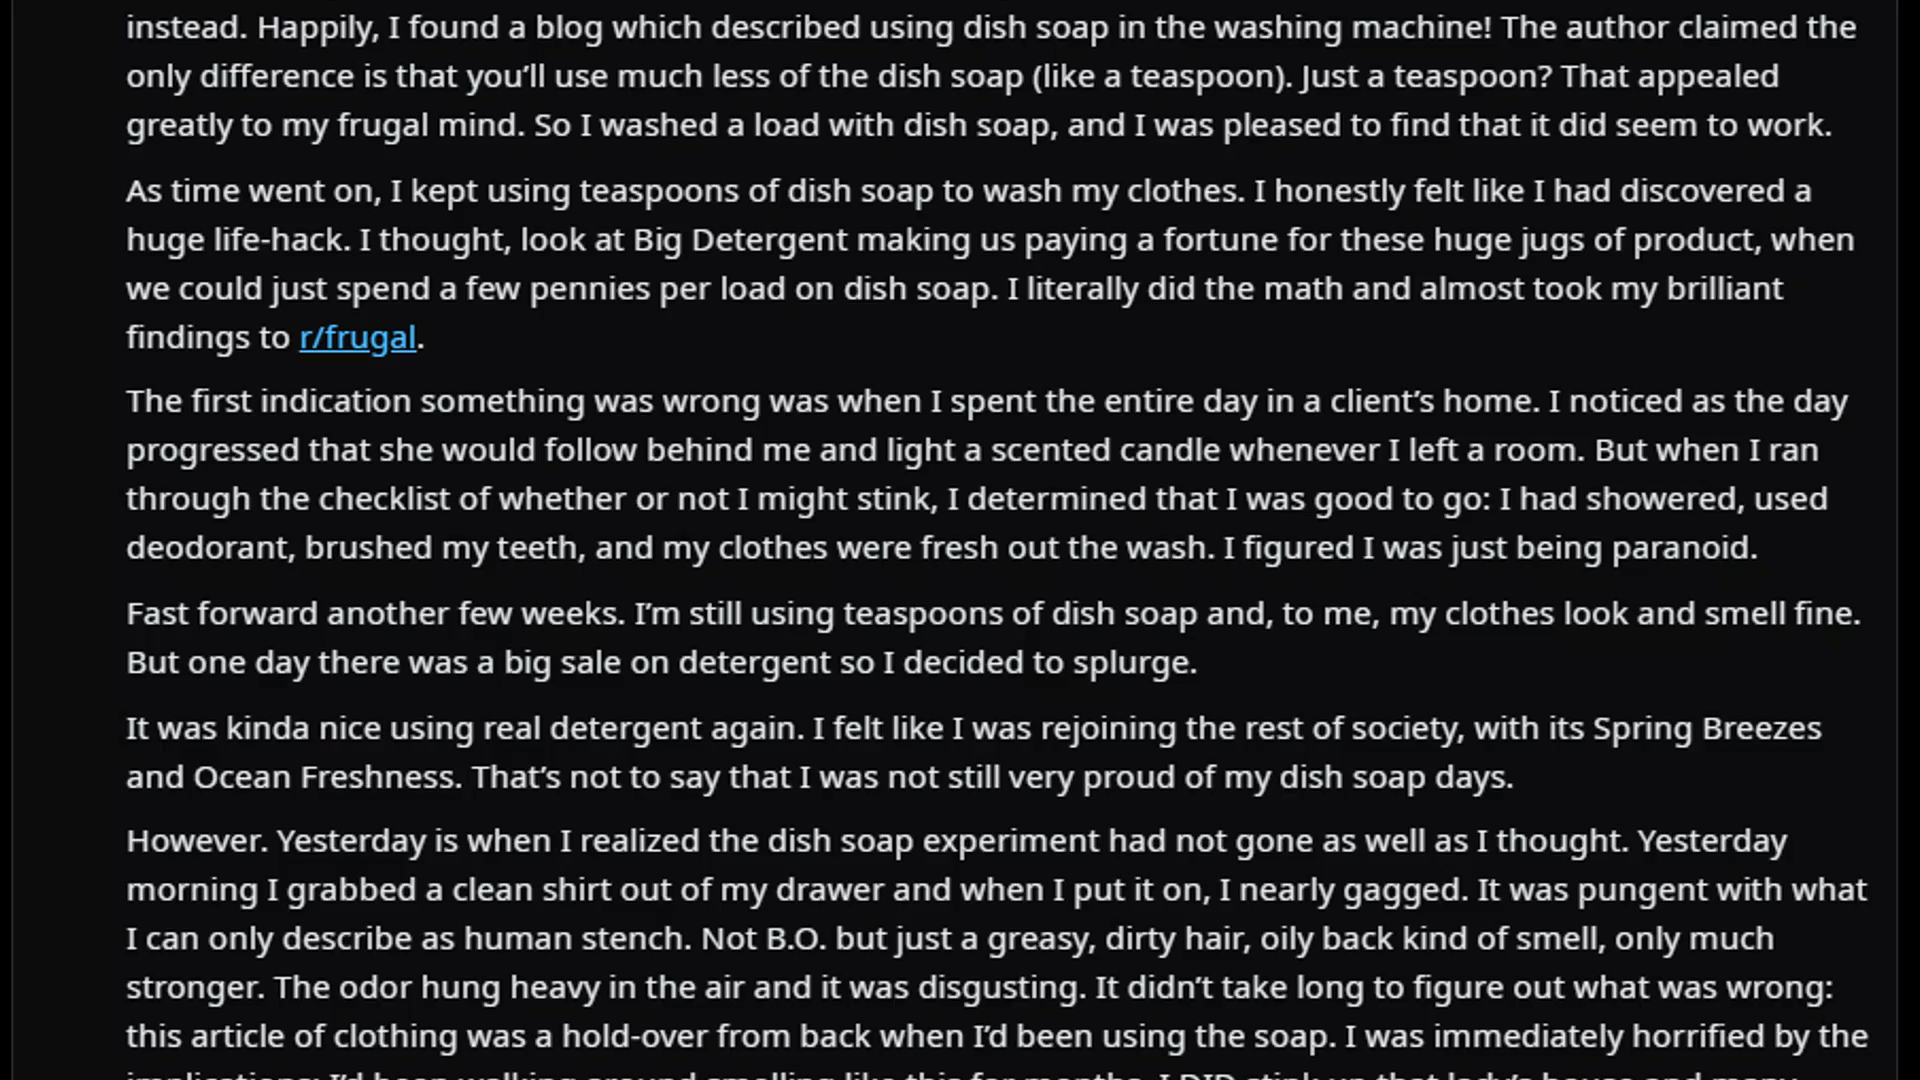 instead. Happily, I found a blog which described using dish soap in the washing machine! The author claimed the
only difference is that you’ll use much less of the dish soap (like a teaspoon). Just a teaspoon? That appealed
greatly to my frugal mind. So I washed a load with dish soap, and I was pleased to find that it did seem to work.
As time went on, I kept using teaspoons of dish soap to wash my clothes. I honestly felt like I had discovered a
huge life-hack. I thought, look at Big Detergent making us paying a fortune for these huge jugs of product, when
we could just spend a few pennies per load on dish soap. I literally did the math and almost took my brilliant
findings to r/frugal.
The first indication something was wrong was when I spent the entire day in a client’s home. I noticed as the day
progressed that she would follow behind me and light a scented candle whenever I left a room. But when I ran
through the checklist of whether or not I might stink, I determined that I was good to go: I had showered, used
deodorant, brushed my teeth, and my clothes were fresh out the wash. I figured I was just being paranoid.
Fast forward another few weeks. I’m still using teaspoons of dish soap and, to me, my clothes look and smell fine.
But one day there was a big sale on detergent so I decided to splurge.
It was kinda nice using real detergent again. I felt like I was rejoining the rest of society, with its Spring Breezes
and Ocean Freshness. That’s not to say that I was not still very proud of my dish soap days.
However. Yesterday is when I realized the dish soap experiment had not gone as well as I thought. Yesterday
morning I grabbed a clean shirt out of my drawer and when I put it on, I nearly gagged. It was pungent with what
I can only describe as human stench. Not B.O. but just a greasy, dirty hair, oily back kind of smell, only much
stronger. The odor hung heavy in the air and it was disgusting. It didn’t take long to figure out what was wrong:
this article of clothing was a hold-over from back when I’d been using the soap. I was immediately horrified by the
implications: I’d been walking around smelling like this for months. I DID stink up that lady’s house and many